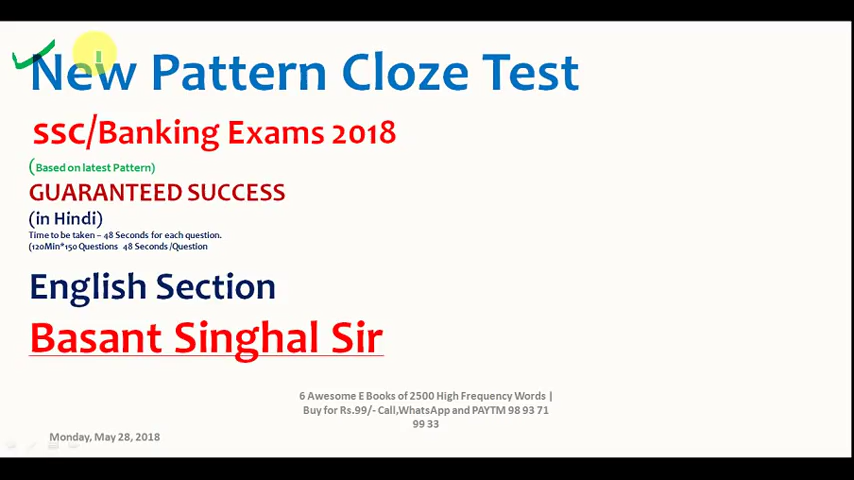 New Pattern Cloze Test
SSC/Banking Exams 2018
(Based on latest Pattern)
GUARANTEED SUCCESS
(in Hindi)
Time to be taken – 48 Seconds for each question.
(120Min*150 Questions 48 Seconds /Question
English Section
Basant Singhal Sir
6 Awesome E Books of 2500 High Frequency Words |
Buy for Rs.99/- Call,WhatsApp and PAYTM 98 93 71
99 33
Monday, May 28, 2018